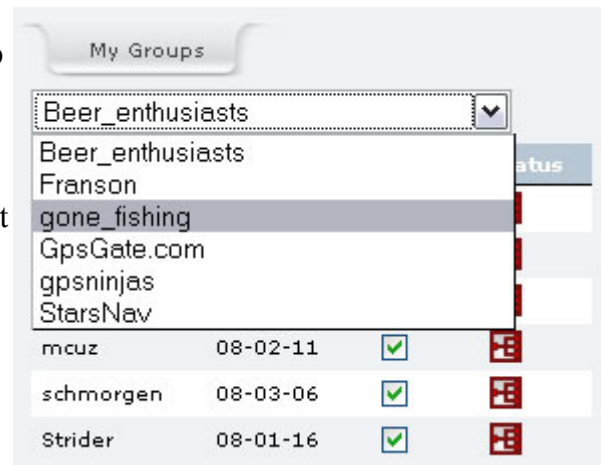 My Groups
Beer_enthusiasts
Beer_enthusiasts
Franson
gone_fishing
GpsGate.com
gpsninjas
StarsNav
mcuz 08-02-11
schmorgen 08-03-06
Strider 08-01-16